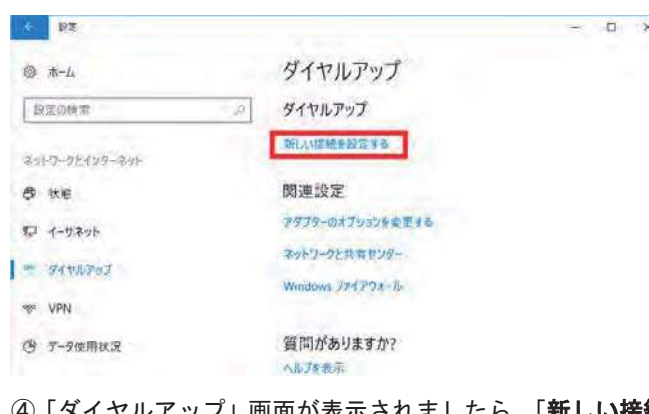 設定
ホーム
設定の検索
ネットワークとインターネット
状態
イーサネット
ダイヤルアップ
VPN
データ使用状況
ダイヤルアップ
ダイヤルアップ
新しい接続を設定する
関連設定
アダプターのオプションを変更する
ネットワークと共有センター
Windows ファイアウォール
質問がありますか?
ヘルプを表示
④「ダイヤルアップ」画面が表示されましたら、「新しい接続